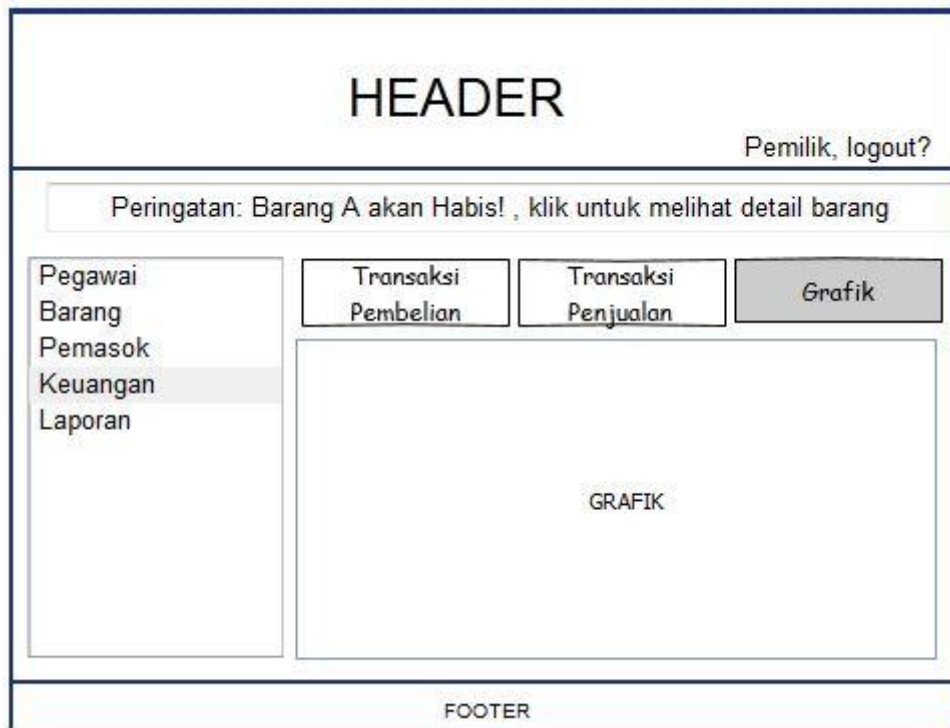 HEADER
Pemilik, logout?
Peringatan: Barang A akan Habis! , klik untuk melihat detail barang
Pegawai
Barang
Pemasok
Keuangan
Laporan
Transaksi
Pembelian
Transaksi
Penjualan
Grafik
GRAFIK
FOOTER